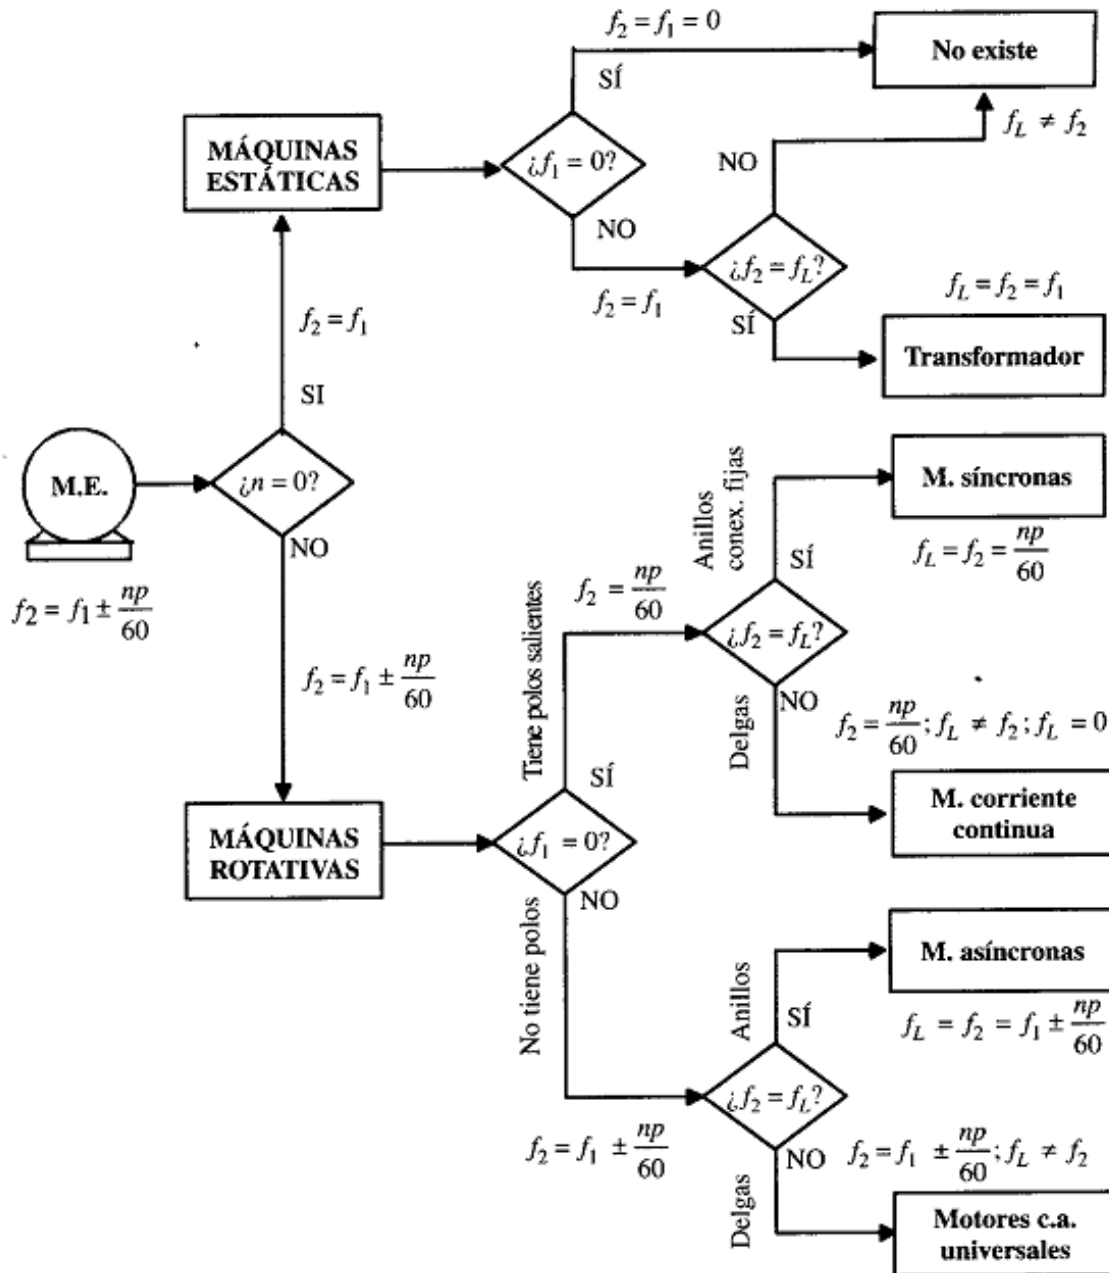 f₂ = f₁ = 0
No existe
SÍ
f_L ≠ f₂
MÁQUINAS
ESTÁTICAS
¿f₁ = 0?
NO
NO
¿f₂ = f_L?
f₂ = f₁
SÍ
f_L = f₂ = f₁
Transformador
f₂ = f₁
SI
M.E.
¿n = 0?
NO
f₂ = f₁ ± np/60
f₂ = f₁ ± np/60
MÁQUINAS
ROTATIVAS
¿f₁ = 0?
SÍ
Tiene polos salientes
f₂ = np/60
Anillos
conex. fijas
SÍ
M. síncronas
f_L = f₂ = np/60
¿f₂ = f_L?
NO
Delgas
f₂ = np/60; f_L ≠ f₂; f_L = 0
M. corriente
continua
NO
No tiene polos
f₂ = f₁ ± np/60
Anillos
SÍ
M. asíncronas
f_L = f₂ = f₁ ± np/60
¿f₂ = f_L?
NO
Delgas
f₂ = f₁ ± np/60; f_L ≠ f₂
Motores c.a.
universales